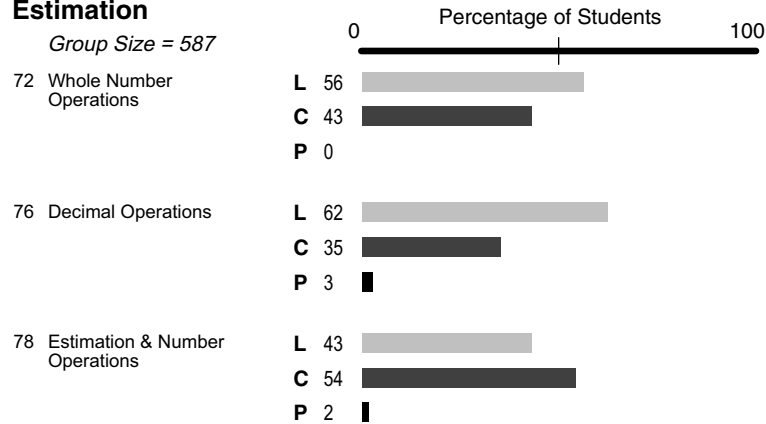 Estimation
Group Size = 587
Percentage of Students
0 100
72 Whole Number
Operations
L 56
C 43
P 0
76 Decimal Operations
L 62
C 35
P 3
78 Estimation & Number
Operations
L 43
C 54
P 2